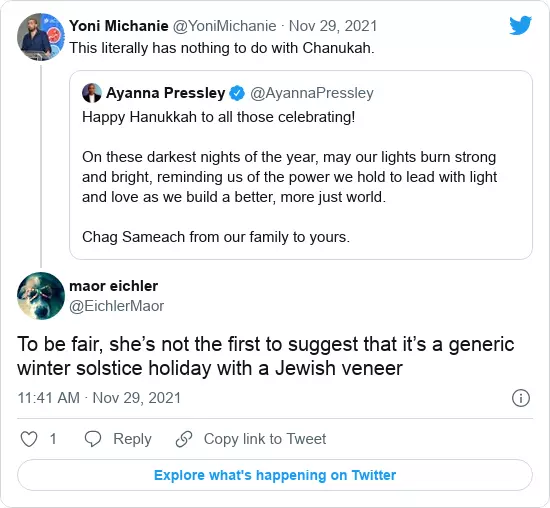 Yoni Michanie @YoniMichanie · Nov 29, 2021
This literally has nothing to do with Chanukah.
Ayanna Pressley @AyannaPressley
Happy Hanukkah to all those celebrating!
On these darkest nights of the year, may our lights burn strong
and bright, reminding us of the power we hold to lead with light
and love as we build a better, more just world.
Chag Sameach from our family to yours.
maor eichler
@EichlerMaor
To be fair, she’s not the first to suggest that it’s a generic
winter solstice holiday with a Jewish veneer
11:41 AM · Nov 29, 2021
1 Reply Copy link to Tweet
Explore what's happening on Twitter